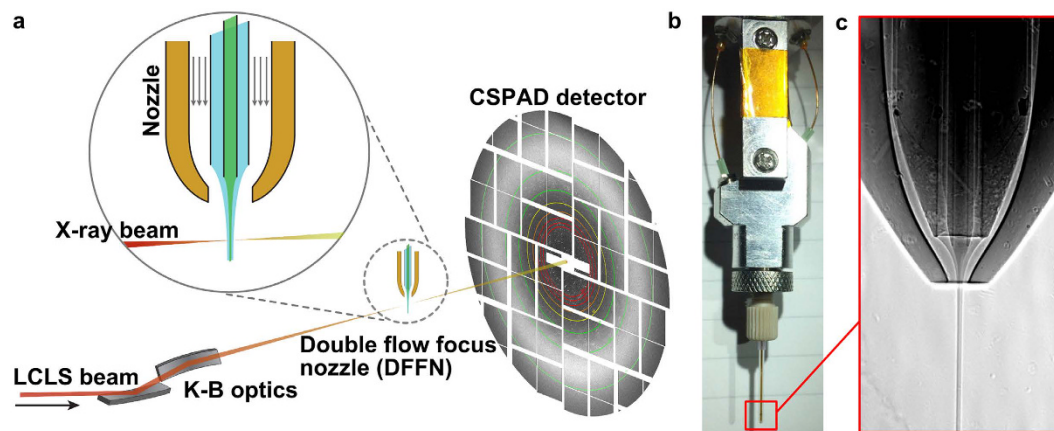 a
Nozzle
X-ray beam
LCLS beam
K-B optics
Double flow focus
nozzle (DFFN)
CSPAD detector
b
c